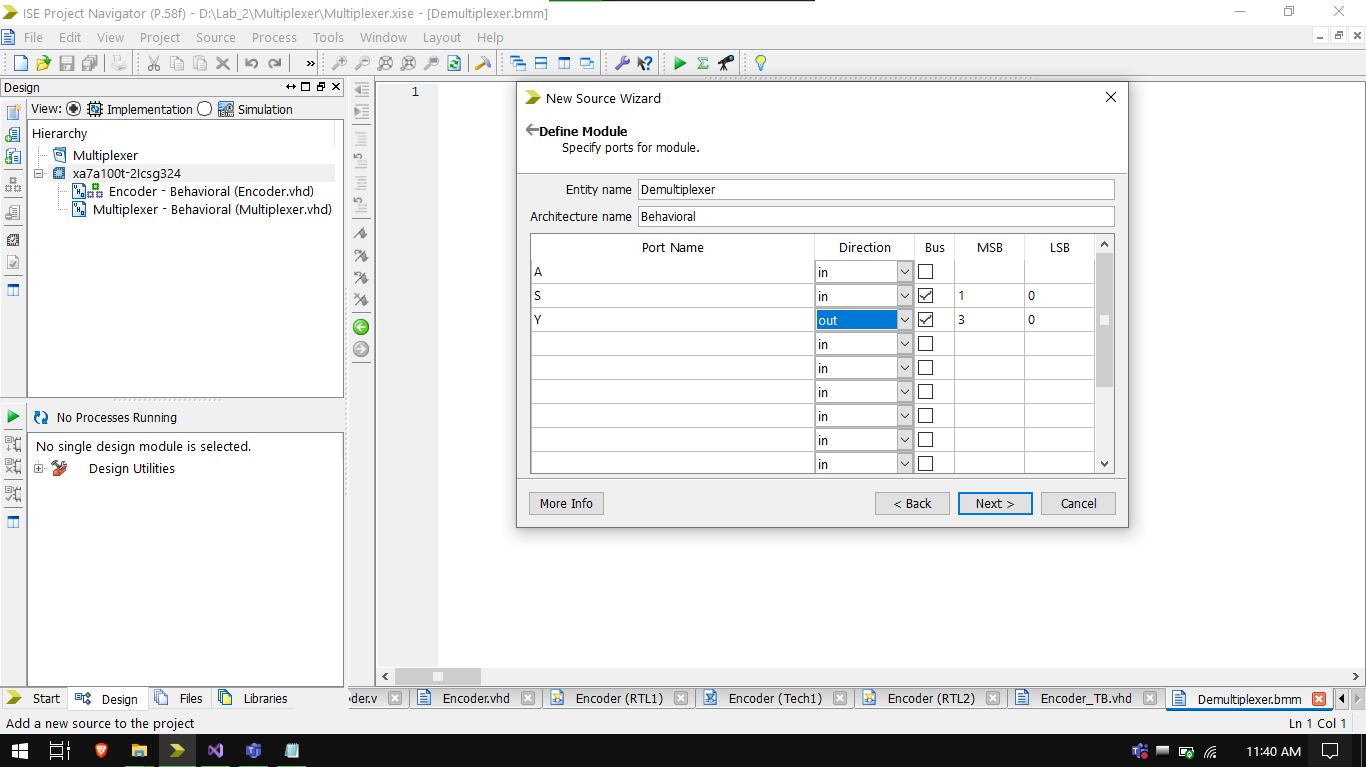 ISE Project Navigator (P.58f) - D:\Lab_2\Multiplexer\Multiplexer.xise - [Demultiplexer.bmm]
File Edit View Project Source Process Tools Window Layout Help
Design
View: Implementation Simulation
Hierarchy
Multiplexer
xa7a100t-2Icsg324
Encoder - Behavioral (Encoder.vhd)
Multiplexer - Behavioral (Multiplexer.vhd)
No Processes Running
No single design module is selected.
Design Utilities
1
New Source Wizard
Define Module
Specify ports for module.
Entity name Demultiplexer
Architecture name Behavioral
Port Name Direction Bus MSB LSB
A in
S in 1 0
Y out 3 0
in
in
in
in
in
in
More Info < Back Next > Cancel
Start Design Files Libraries
der.v Encoder.vhd Encoder (RTL1) Encoder (Tech1) Encoder (RTL2) Encoder_TB.vhd Demultiplexer.bmm
Add a new source to the project
Ln 1 Col 1
11:40 AM